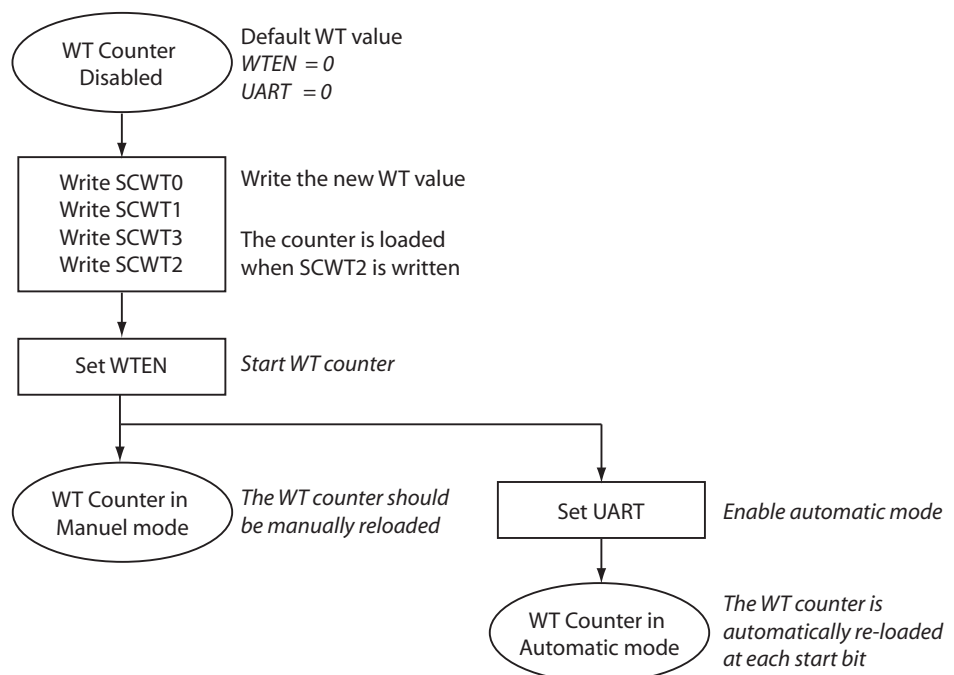 WT Counter
Disabled
Default WT value
WTEN = 0
UART = 0
Write SCWT0
Write SCWT1
Write SCWT3
Write SCWT2
Write the new WT value
The counter is loaded
when SCWT2 is written
Set WTEN
Start WT counter
WT Counter in
Manuel mode
The WT counter should
be manually reloaded
Set UART
Enable automatic mode
WT Counter in
Automatic mode
The WT counter is
automatically re-loaded
at each start bit